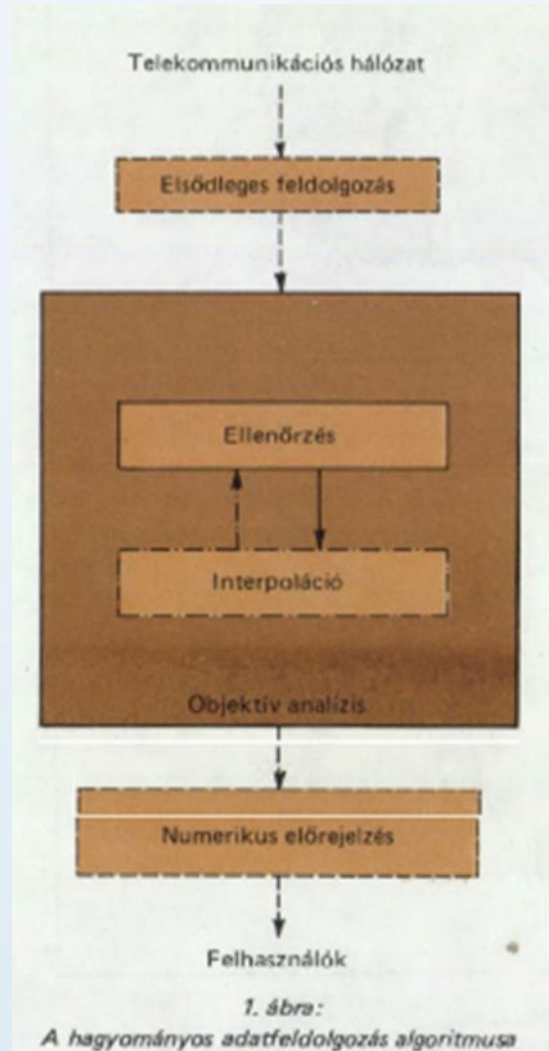 Telekommunikációs hálózat
Elsődleges feldolgozás
Ellenőrzés
Interpoláció
Objektív analízis
Numerikus előrejelzés
Felhasználók
1. ábra:
A hagyományos adatfeldolgozás algoritmusa